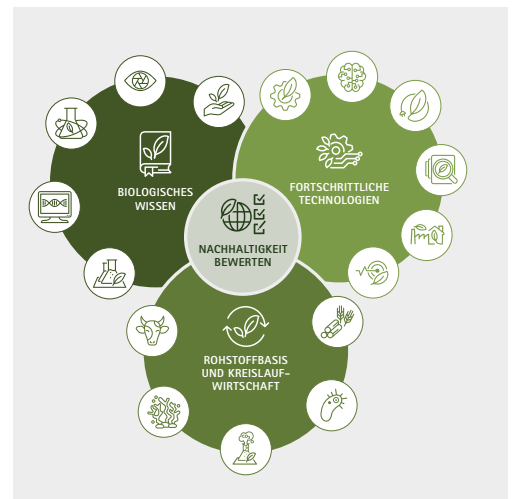 BIOLOGISCHES
WISSEN
FORTSCHRITTLICHE
TECHNOLOGIEN
NACHHALTIGKEIT
BEWERTEN
ROHSTOFFBASIS
UND KREISLAUF-
WIRTSCHAFT